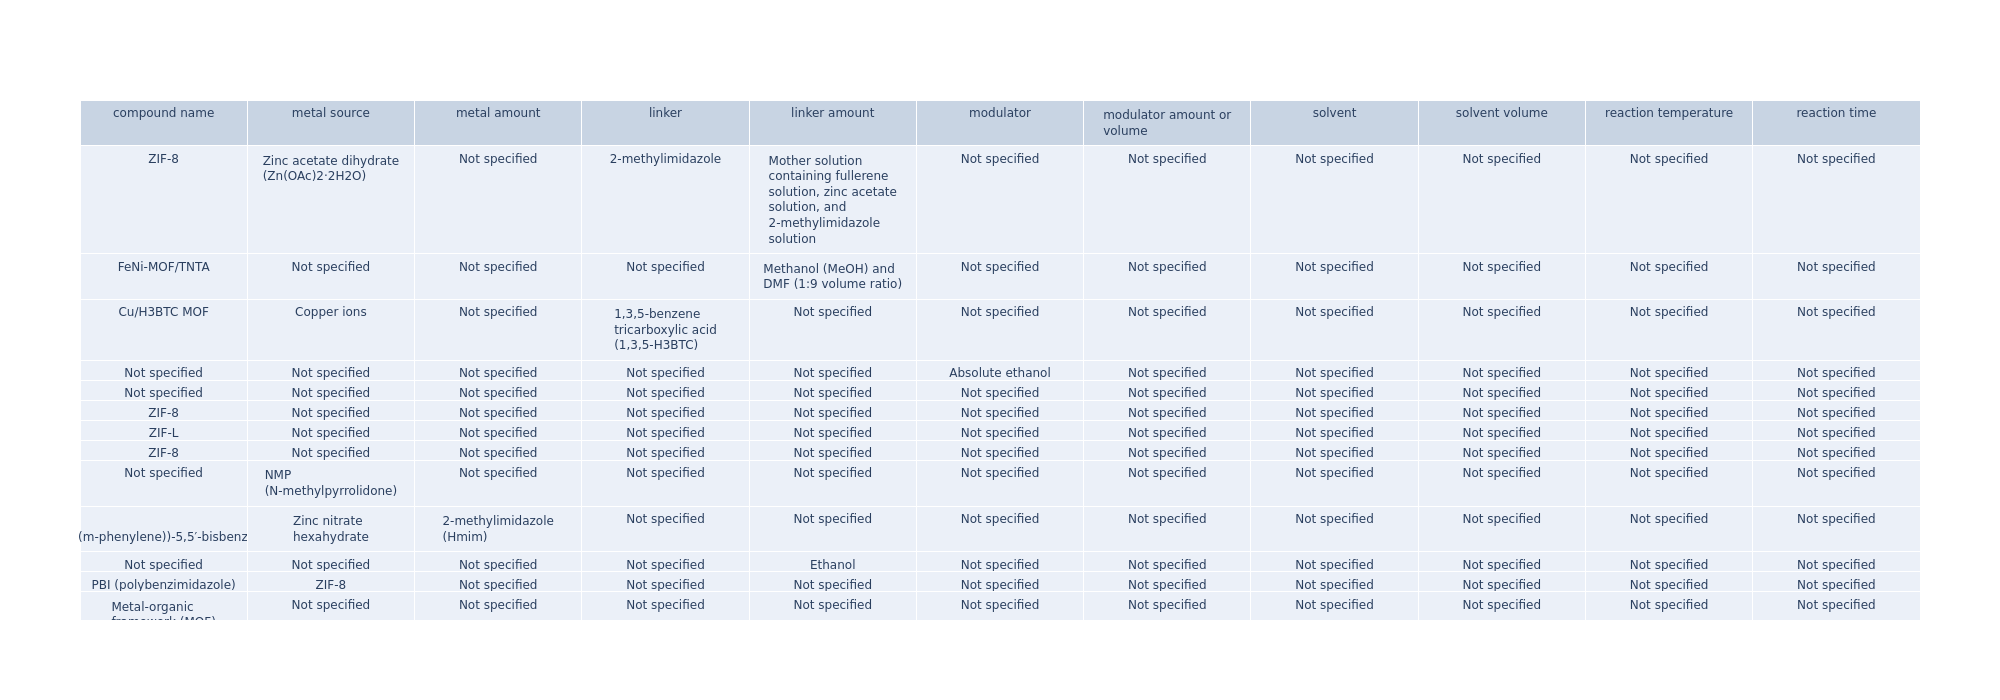 compound name metal source metal amount linker linker amount modulator modulator amount or solvent solvent volume reaction temperature reaction time
volume
ZIF-8 Zinc acetate dihydrate Not specified 2-methylimidazole Mother solution Not specified Not specified Not specified Not specified Not specified Not specified
(Zn(OAc)2·2H2O) containing fullerene
solution, zinc acetate
solution, and
2-methylimidazole
solution
FeNi-MOF/TNTA Not specified Not specified Not specified Methanol (MeOH) and Not specified Not specified Not specified Not specified Not specified Not specified
DMF (1:9 volume ratio)
Cu/H3BTC MOF Copper ions Not specified 1,3,5-benzene Not specified Not specified Not specified Not specified Not specified Not specified Not specified
tricarboxylic acid
(1,3,5-H3BTC)
Not specified Not specified Not specified Not specified Not specified Absolute ethanol Not specified Not specified Not specified Not specified Not specified
Not specified Not specified Not specified Not specified Not specified Not specified Not specified Not specified Not specified Not specified Not specified
ZIF-8 Not specified Not specified Not specified Not specified Not specified Not specified Not specified Not specified Not specified Not specified
ZIF-L Not specified Not specified Not specified Not specified Not specified Not specified Not specified Not specified Not specified Not specified
ZIF-8 Not specified Not specified Not specified Not specified Not specified Not specified Not specified Not specified Not specified Not specified
Not specified NMP Not specified Not specified Not specified Not specified Not specified Not specified Not specified Not specified Not specified
(N-methylpyrrolidone)
Zinc nitrate 2-methylimidazole Not specified Not specified Not specified Not specified Not specified Not specified Not specified Not specified
(m-phenylene))-5,5′-bisbenz hexahydrate (Hmim)
Not specified Not specified Not specified Not specified Ethanol Not specified Not specified Not specified Not specified Not specified Not specified
PBI (polybenzimidazole) ZIF-8 Not specified Not specified Not specified Not specified Not specified Not specified Not specified Not specified Not specified
Metal-organic Not specified Not specified Not specified Not specified Not specified Not specified Not specified Not specified Not specified Not specified
framework (MOF)